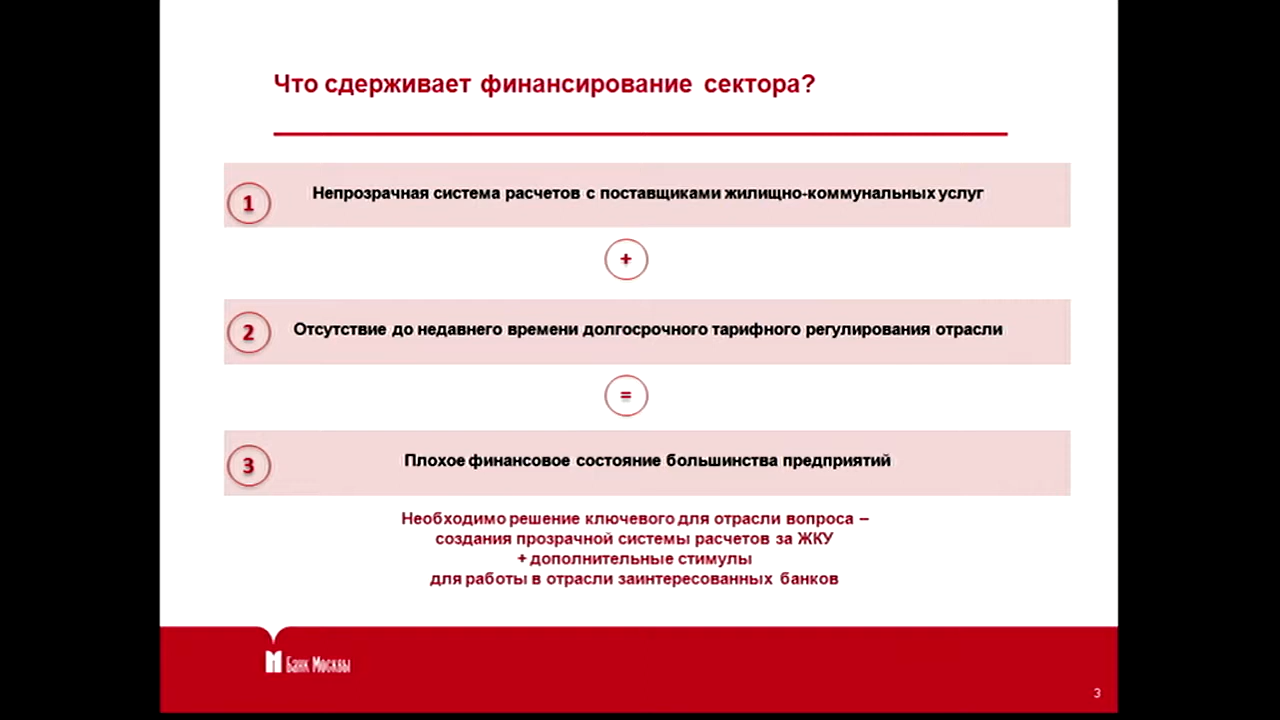 Что сдерживает финансирование сектора?
1
Непрозрачная система расчетов с поставщиками жилищно-коммунальных услуг
+
2
Отсутствие до недавнего времени долгосрочного тарифного регулирования отрасли
=
3
Плохое финансовое состояние большинства предприятий
Необходимо решение ключевого для отрасли вопроса –
создания прозрачной системы расчетов за ЖКУ
+ дополнительные стимулы
для работы в отрасли заинтересованных банков
Банк Москвы
3